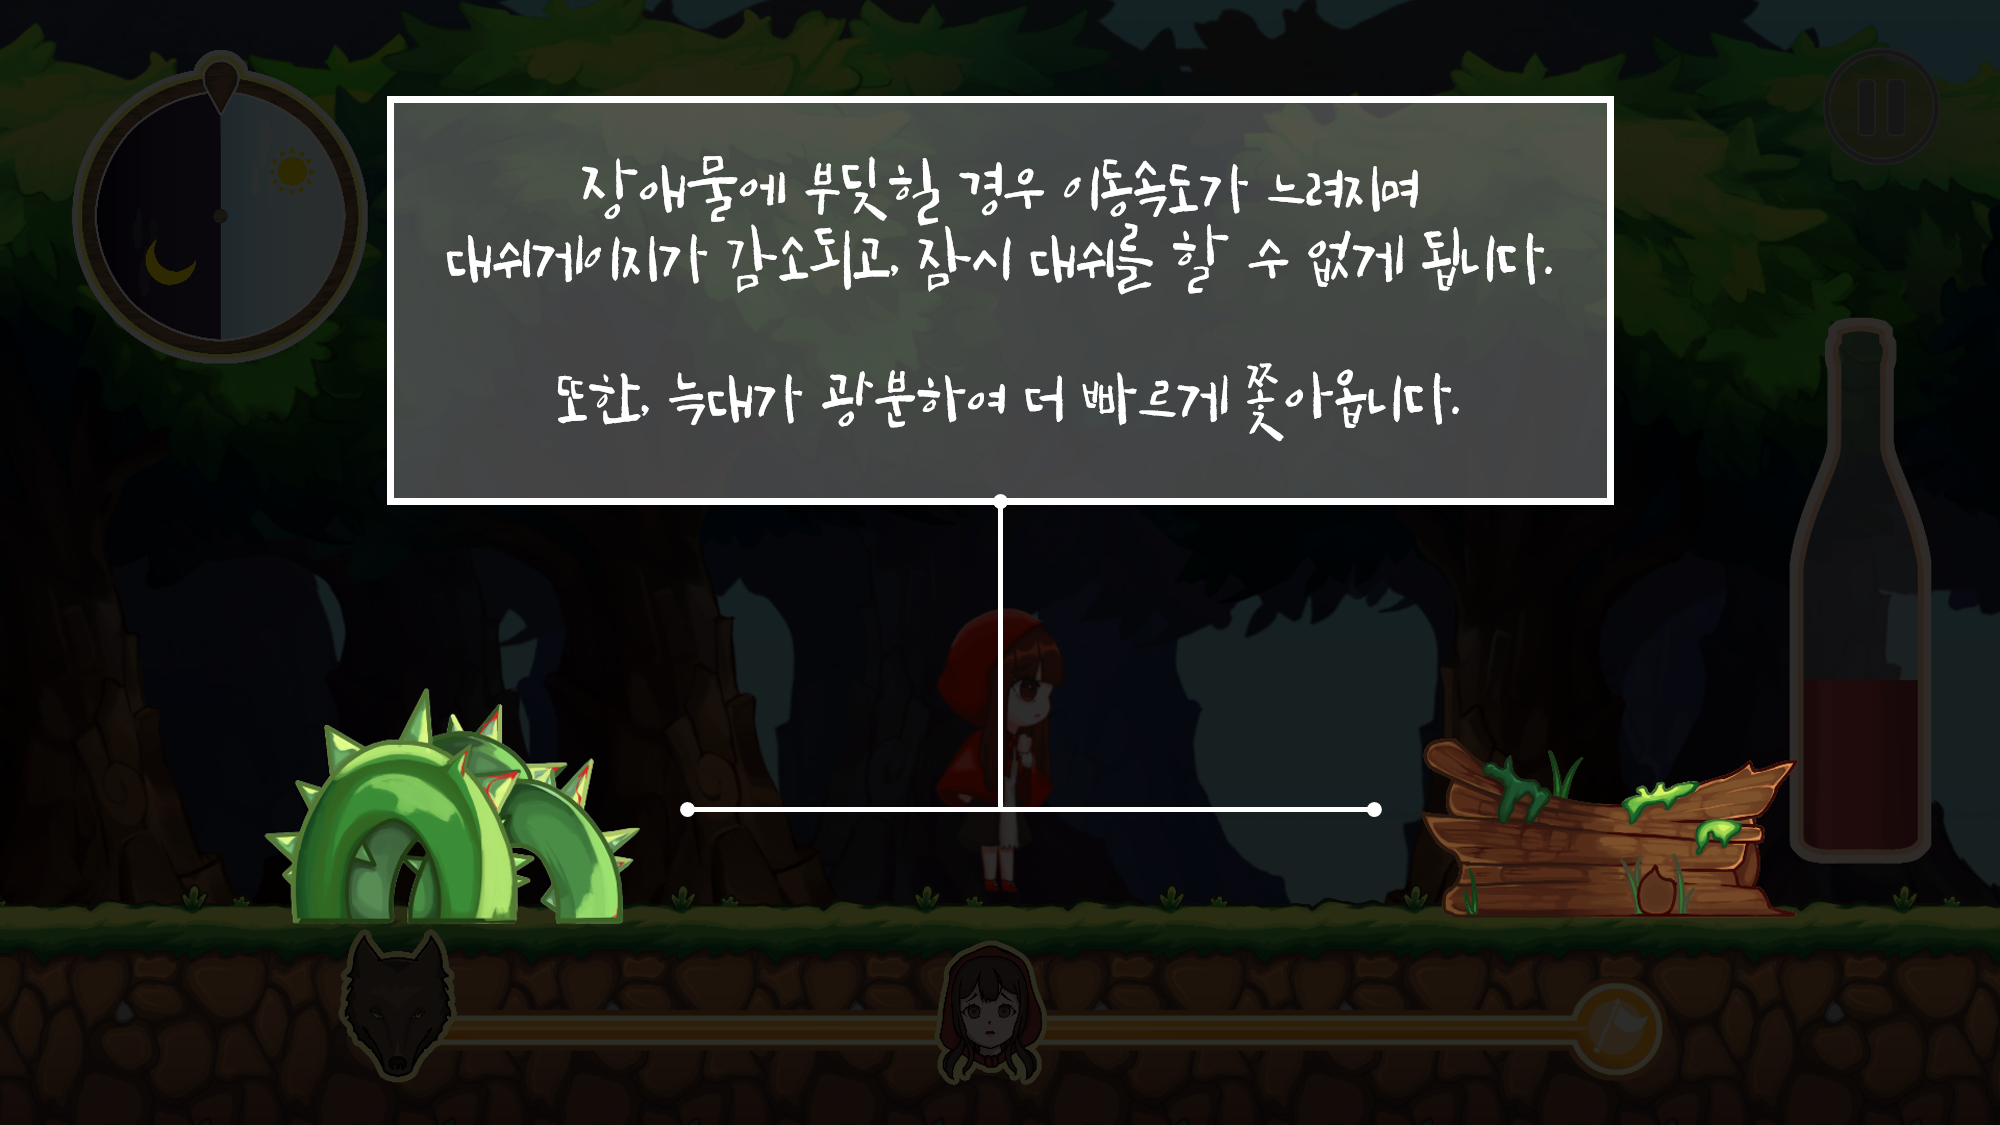 장애물에 부딪힐 경우 이동속도가 느려지며
대쉬게이지가 감소되고, 잠시 대쉬를 할 수 없게 됩니다.
또한, 늑대가 광분하여 더 빠르게 쫓아옵니다.